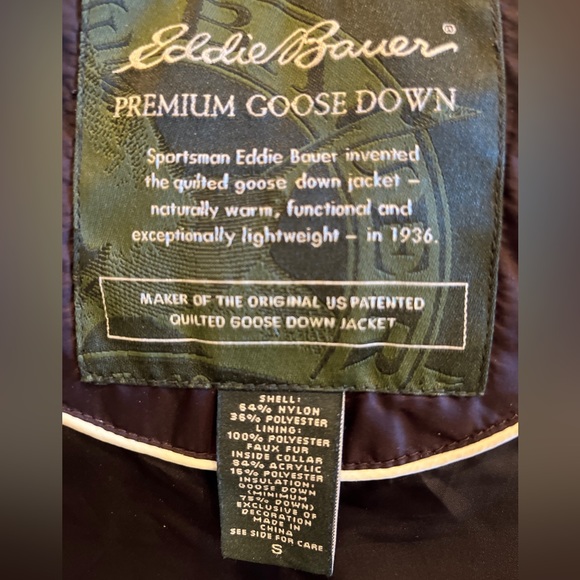 Eddie Bauer®
PREMIUM GOOSE DOWN
Sportsman Eddie Bauer invented
the quilted goose down jacket –
naturally warm, functional and
exceptionally lightweight – in 1936.
MAKER OF THE ORIGINAL US PATENTED
QUILTED GOOSE DOWN JACKET
SHELL:
64% NYLON
36% POLYESTER
LINING:
100% POLYESTER
FAUX FUR
INSIDE COLLAR
84% ACRYLIC
16% POLYESTER
INSULATION:
GOOSE DOWN
(MINIMUM
75% DOWN)
EXCLUSIVE OF
DECORATION
MADE IN
CHINA
SEE SIDE FOR CARE
S